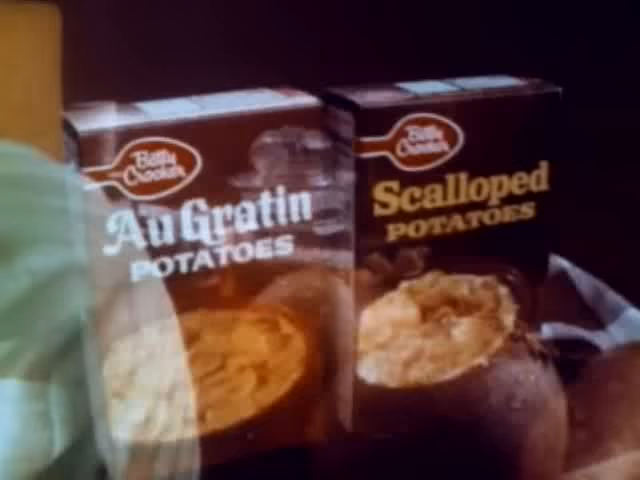 Betty
Crocker
Au Gratin
POTATOES
Betty
Crocker
Scalloped
POTATOES